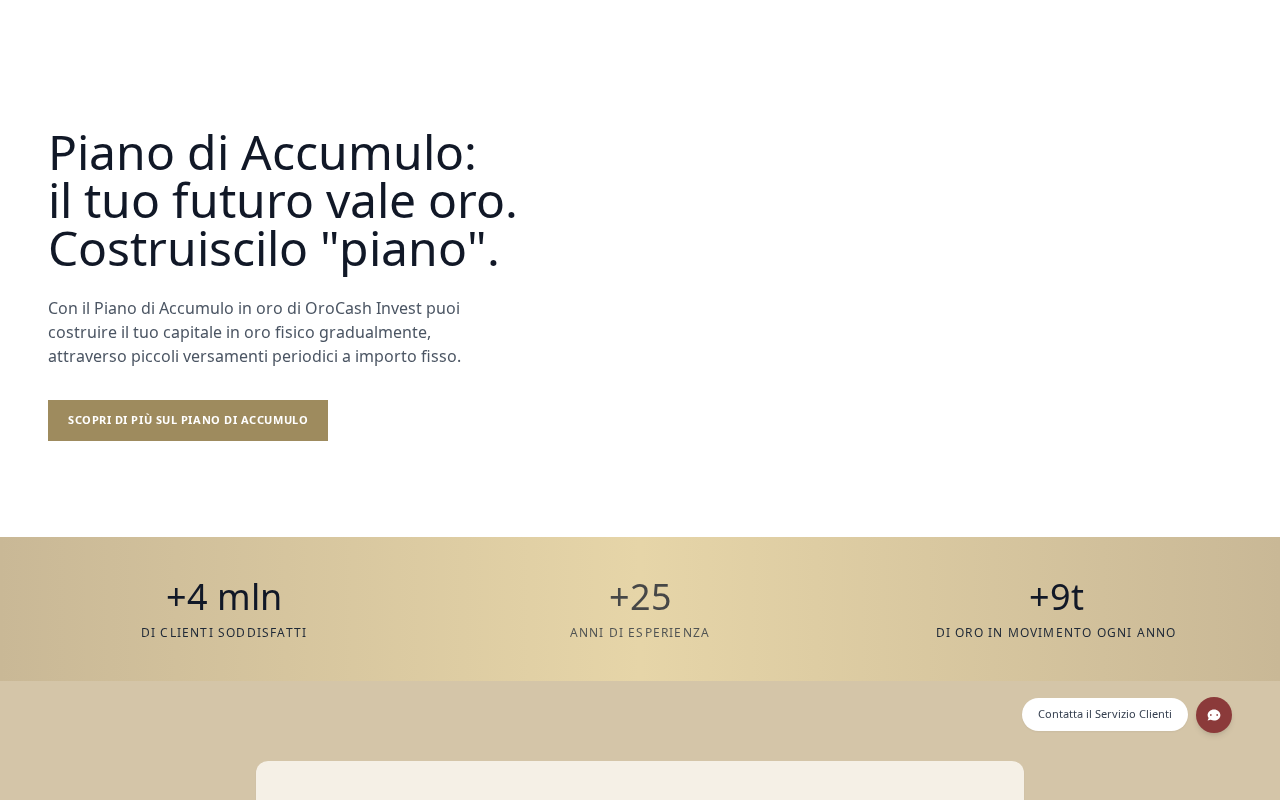 Piano di Accumulo:
il tuo futuro vale oro.
Costruiscilo "piano".
Con il Piano di Accumulo in oro di OroCash Invest puoi
costruire il tuo capitale in oro fisico gradualmente,
attraverso piccoli versamenti periodici a importo fisso.
SCOPRI DI PIÙ SUL PIANO DI ACCUMULO
+4 mln
DI CLIENTI SODDISFATTI
+25
ANNI DI ESPERIENZA
+9t
DI ORO IN MOVIMENTO OGNI ANNO
Contatta il Servizio Clienti